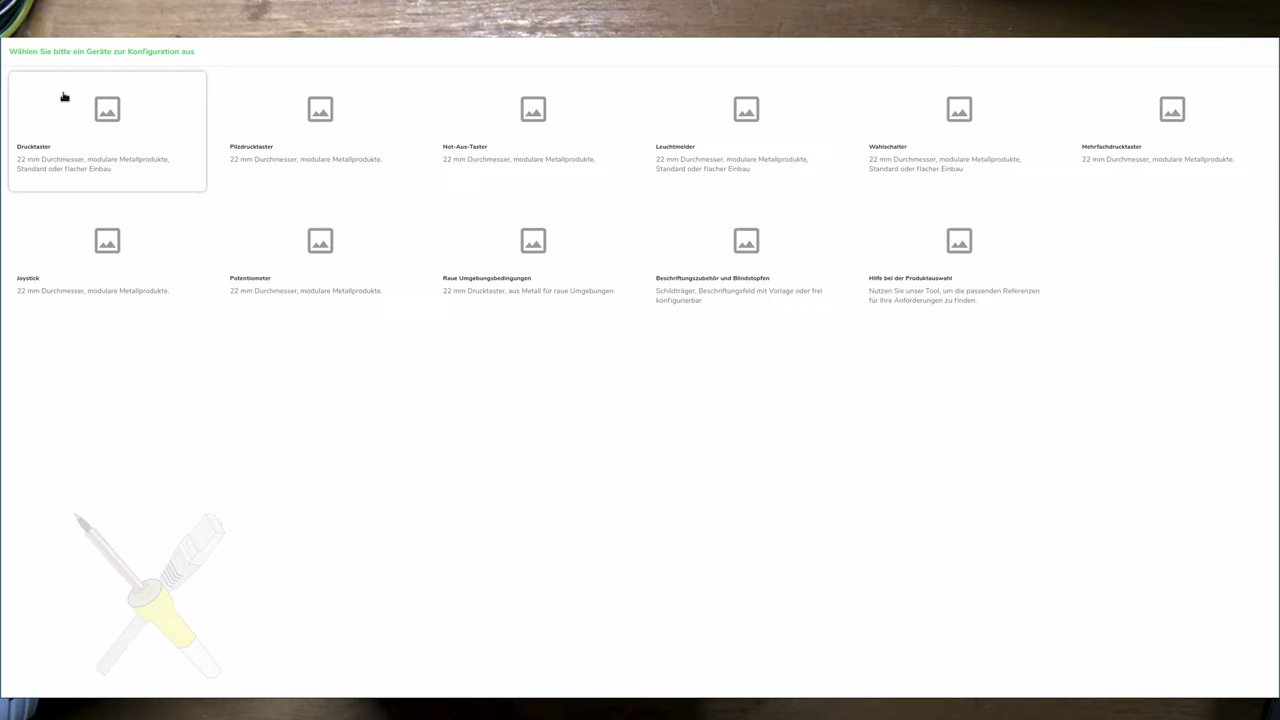 Wählen Sie bitte ein Geräte zur Konfiguration aus
Drucktaster
22 mm Durchmesser, modulare Metallprodukte,
Standard oder flacher Einbau
Pilzdrucktaster
22 mm Durchmesser, modulare Metallprodukte.
Not-Aus-Taster
22 mm Durchmesser, modulare Metallprodukte.
Leuchtmelder
22 mm Durchmesser, modulare Metallprodukte,
Standard oder flacher Einbau
Wahlschalter
22 mm Durchmesser, modulare Metallprodukte,
Standard oder flacher Einbau
Mehrfachdrucktaster
22 mm Durchmesser, modulare Metallprodukte.
Joystick
22 mm Durchmesser, modulare Metallprodukte.
Potentiometer
22 mm Durchmesser, modulare Metallprodukte.
Raue Umgebungsbedingungen
22 mm Drucktaster, aus Metall für raue Umgebungen
Beschriftungszubehör und Blindstopfen
Schildträger, Beschriftungsfeld mit Vorlage oder frei
konfigurierbar
Hilfe bei der Produktauswahl
Nutzen Sie unser Tool, um die passenden Referenzen
für Ihre Anforderungen zu finden.